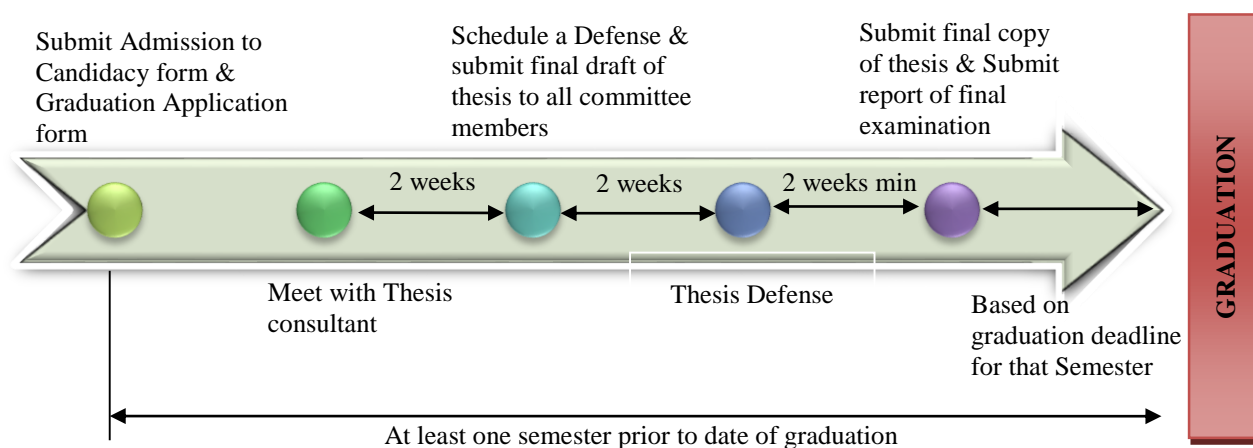 Submit Admission to
Candidacy form &
Graduation Application
form
Schedule a Defense &
submit final draft of
thesis to all committee
members
Submit final copy
of thesis & Submit
report of final
examination
2 weeks
2 weeks
2 weeks min
Meet with Thesis
consultant
Thesis Defense
Based on
graduation deadline
for that Semester
At least one semester prior to date of graduation
GRADUATION